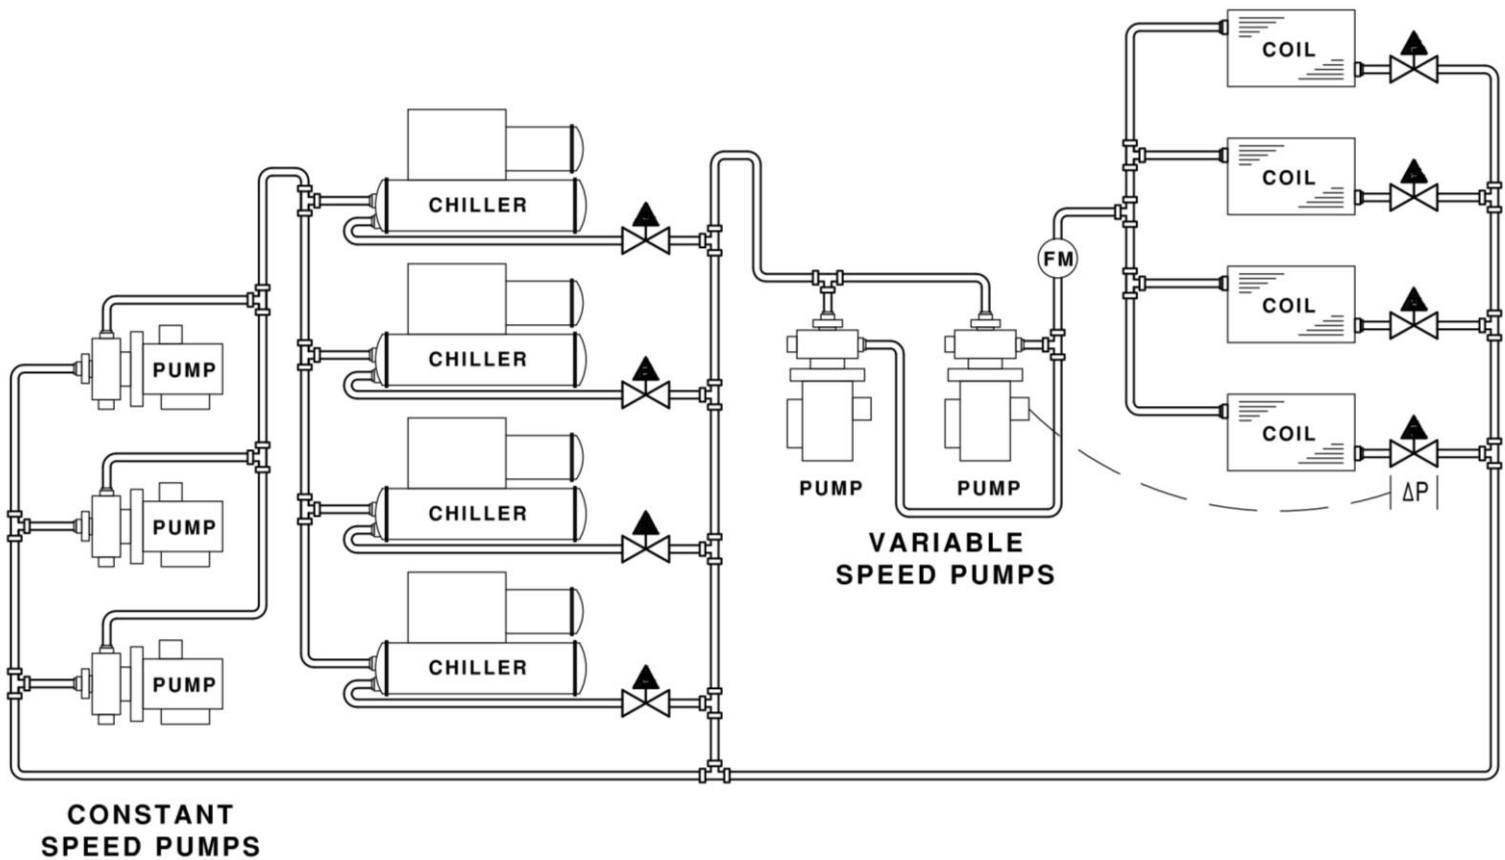 COIL
COIL
COIL
COIL
CHILLER
CHILLER
CHILLER
CHILLER
FM
PUMP
PUMP
PUMP
PUMP
PUMP
ΔP
VARIABLE
SPEED PUMPS
CONSTANT
SPEED PUMPS